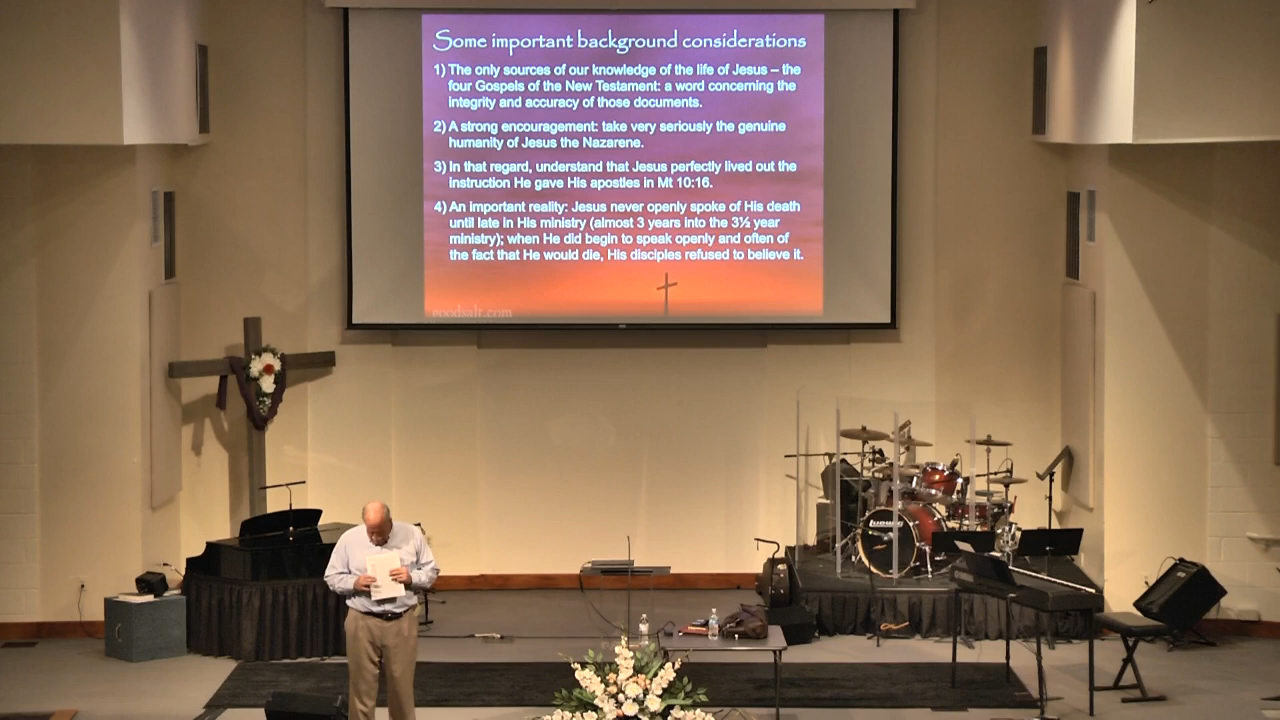 Some important background considerations
1) The only sources of our knowledge of the life of Jesus – the
four Gospels of the New Testament: a word concerning the
integrity and accuracy of those documents.
2) A strong encouragement: take very seriously the genuine
humanity of Jesus the Nazarene.
3) In that regard, understand that Jesus perfectly lived out the
instruction He gave His apostles in Mt 10:16.
4) An important reality: Jesus never openly spoke of His death
until late in His ministry (almost 3 years into the 3½ year
ministry); when He did begin to speak openly and often of
the fact that He would die, His disciples refused to believe it.
goodsalt.com
Ludwig